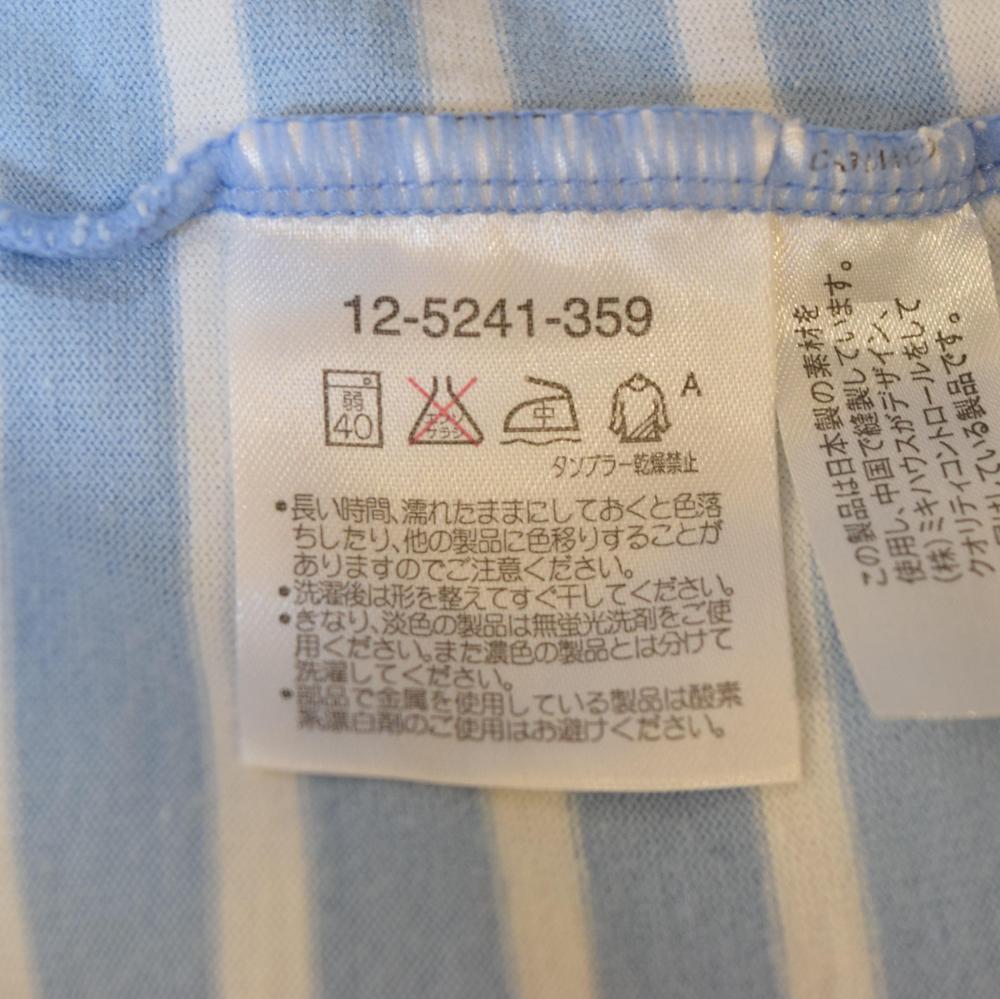 12-5241-359
弱
40
エンソ
サラシ
中
A
タンブラー乾燥禁止
•長い時間、濡れたままにしておくと色落
ちしたり、他の製品に色移りすることが
ありますのでご注意ください。
•洗濯後は形を整えてすぐ干してください。
•きなり、淡色の製品は無蛍光洗剤をご使
用ください。また濃色の製品とは分けて
洗濯してください。
•部品で金属を使用している製品は酸素
系漂白剤のご使用はお避けください。
この製品は日本製の素材を
使用し、中国で縫製しています。
(株)ミキハウスがデザイン、
クオリティコントロールをして
いる製品です。